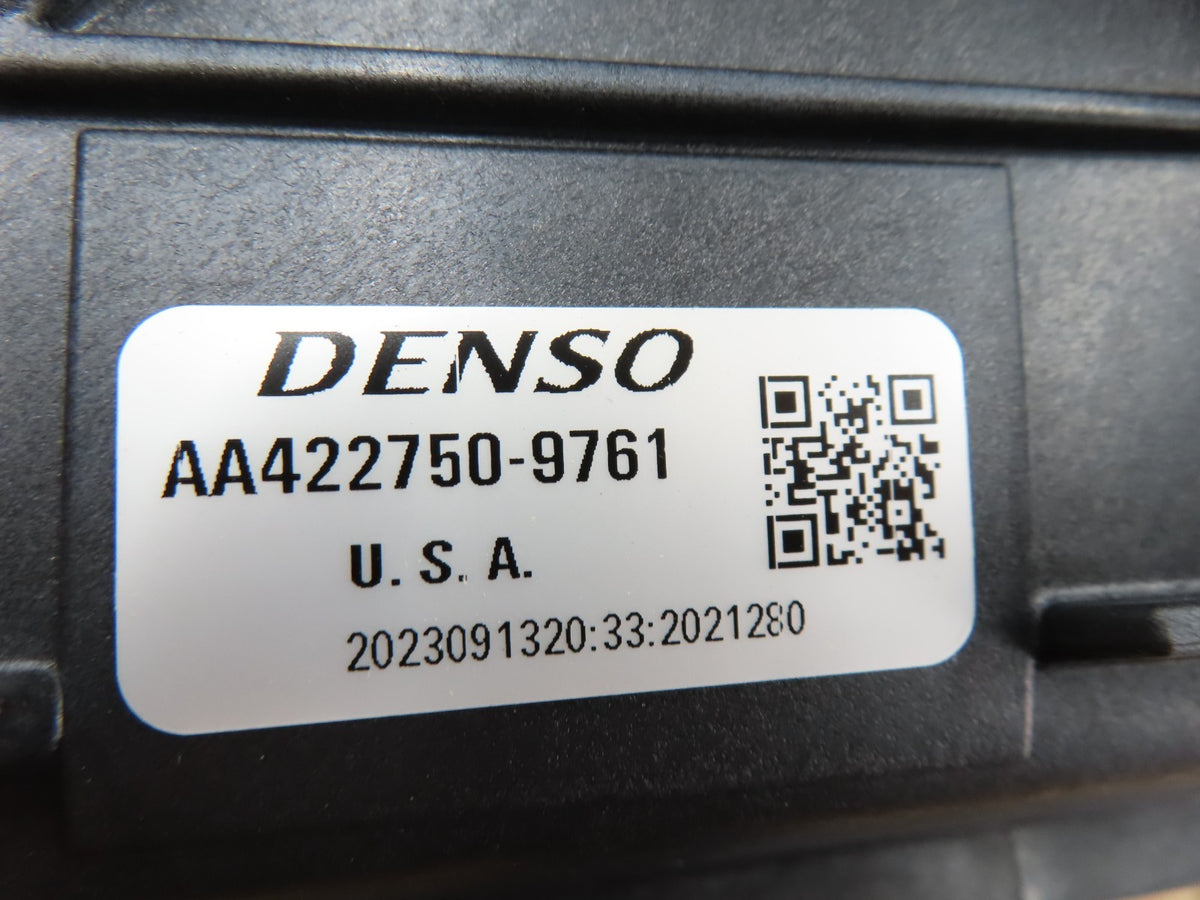 DENSO
AA422750-9761
U. S. A.
2023091320:33:2021280